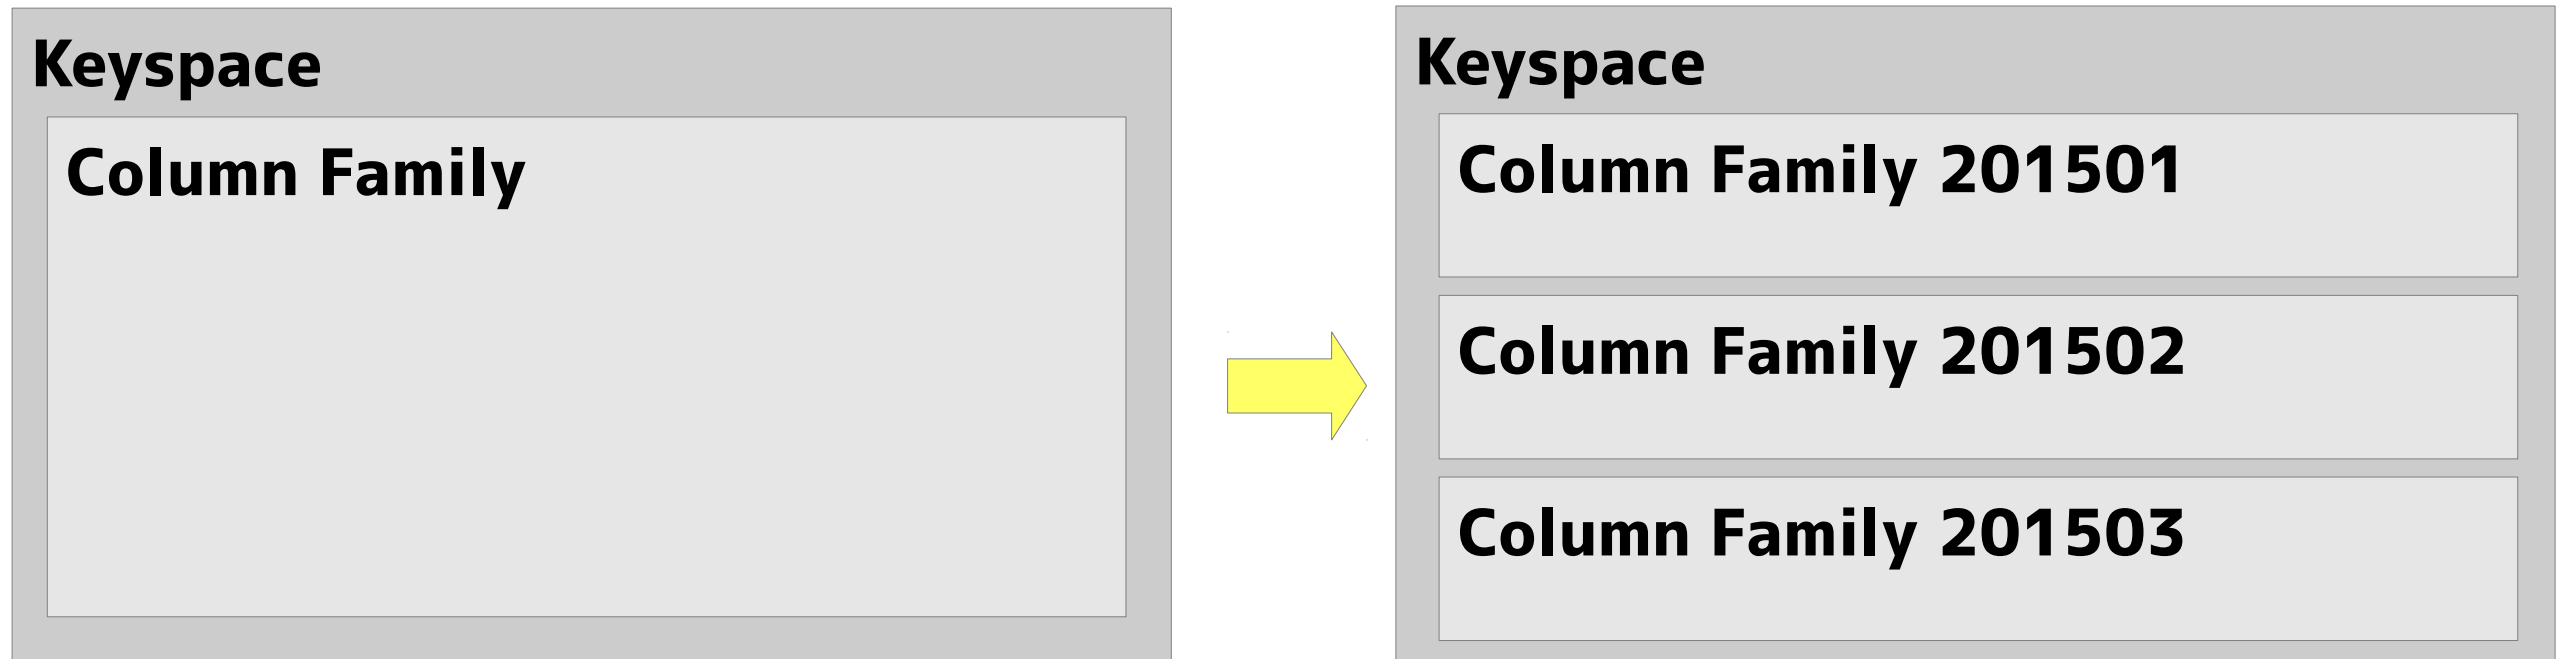 Keyspace
Column Family
Keyspace
Column Family 201501
Column Family 201502
Column Family 201503